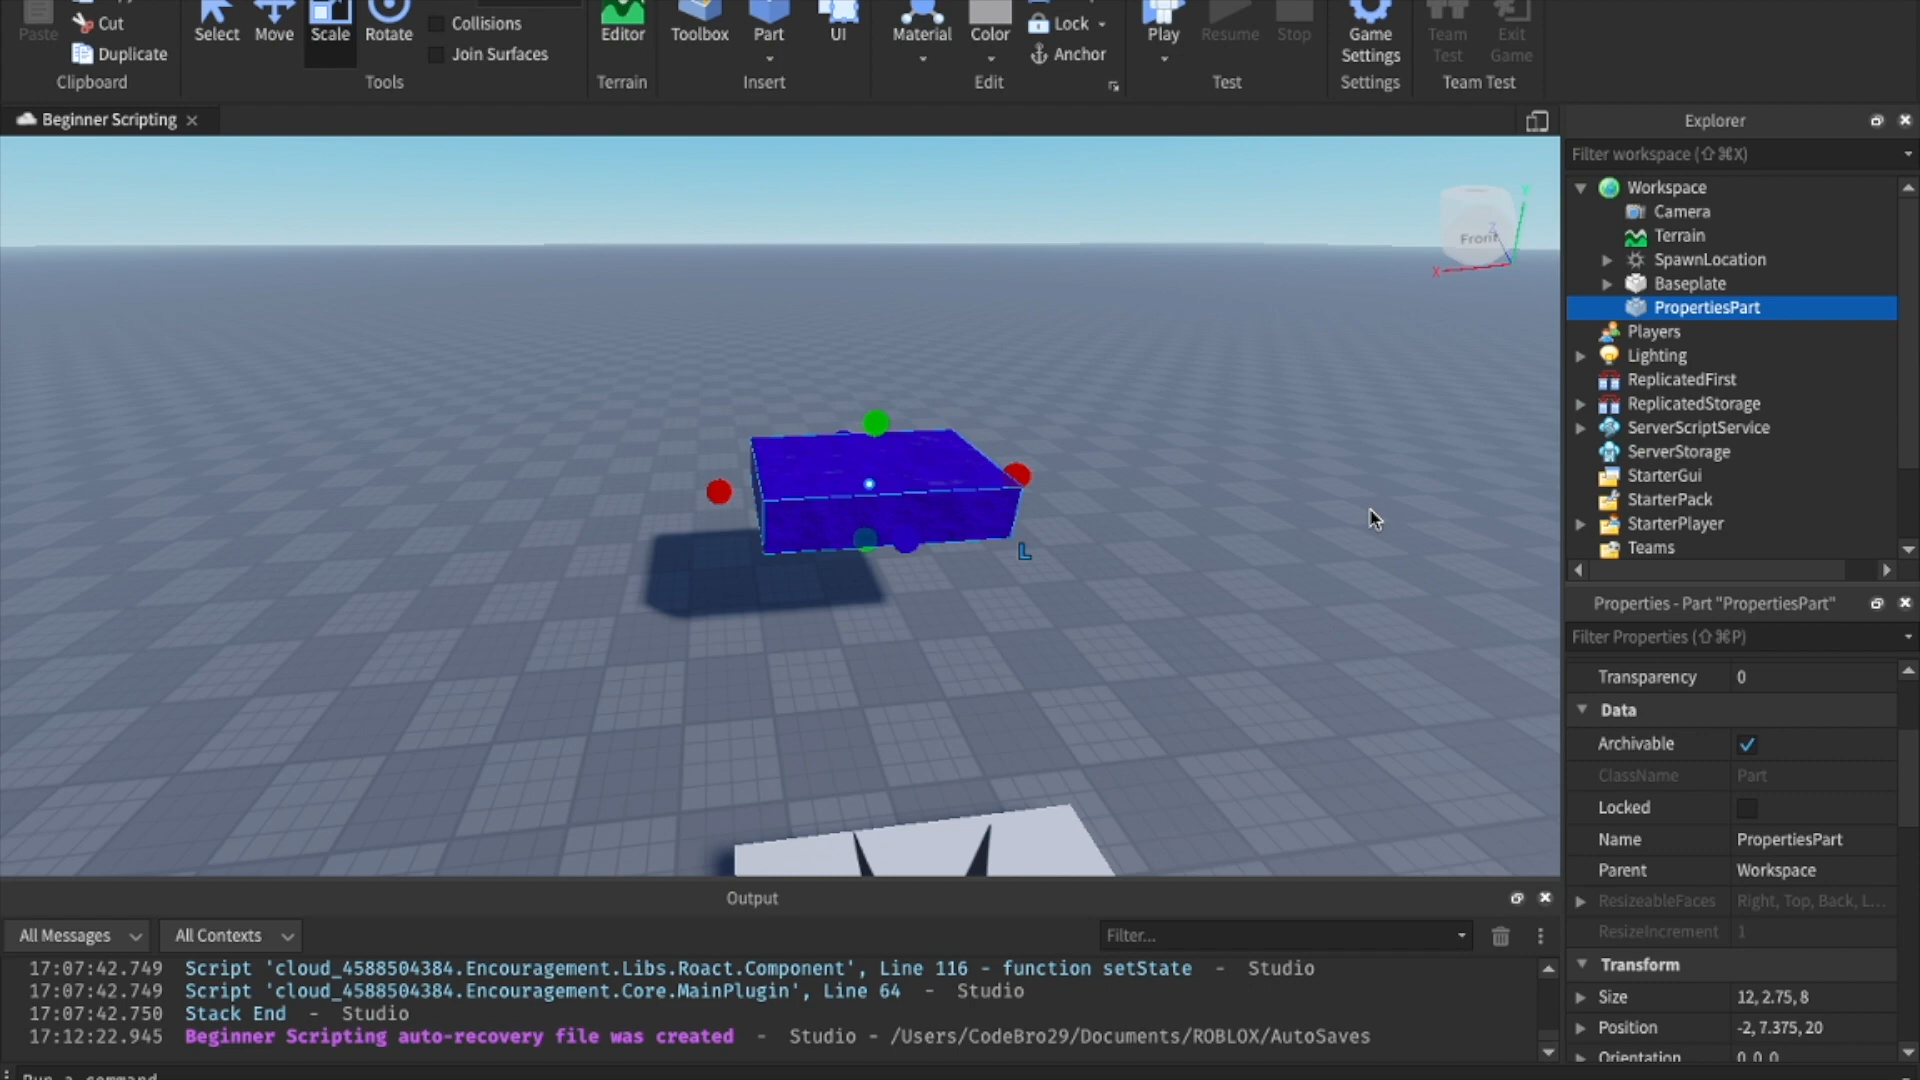 Paste
Cut
Duplicate
Clipboard
Select
Move
Scale
Rotate
Collisions
Join Surfaces
Tools
Editor
Terrain
Toolbox
Part
UI
Insert
Material
Color
Lock
Anchor
Edit
Play
Resume
Stop
Test
Game
Settings
Settings
Team
Test
Exit
Game
Team Test
Beginner Scripting
Front
X
Y
Z
L
Explorer
Filter workspace (⇧⌘X)
Workspace
Camera
Terrain
SpawnLocation
Baseplate
PropertiesPart
Players
Lighting
ReplicatedFirst
ReplicatedStorage
ServerScriptService
ServerStorage
StarterGui
StarterPack
StarterPlayer
Teams
Properties - Part "PropertiesPart"
Filter Properties (⇧⌘P)
Transparency 0
Data
Archivable
ClassName Part
Locked
Name PropertiesPart
Parent Workspace
ResizeableFaces Right, Top, Back, L...
ResizeIncrement 1
Transform
Size 12, 2.75, 8
Position -2, 7.375, 20
Orientation 0, 0, 0
Output
All Messages All Contexts Filter...
17:07:42.749 Script 'cloud_4588504384.Encouragement.Libs.Roact.Component', Line 116 - function setState - Studio
17:07:42.749 Script 'cloud_4588504384.Encouragement.Core.MainPlugin', Line 64 - Studio
17:07:42.750 Stack End - Studio
17:12:22.945 Beginner Scripting auto-recovery file was created - Studio - /Users/CodeBro29/Documents/ROBLOX/AutoSaves
Run a command